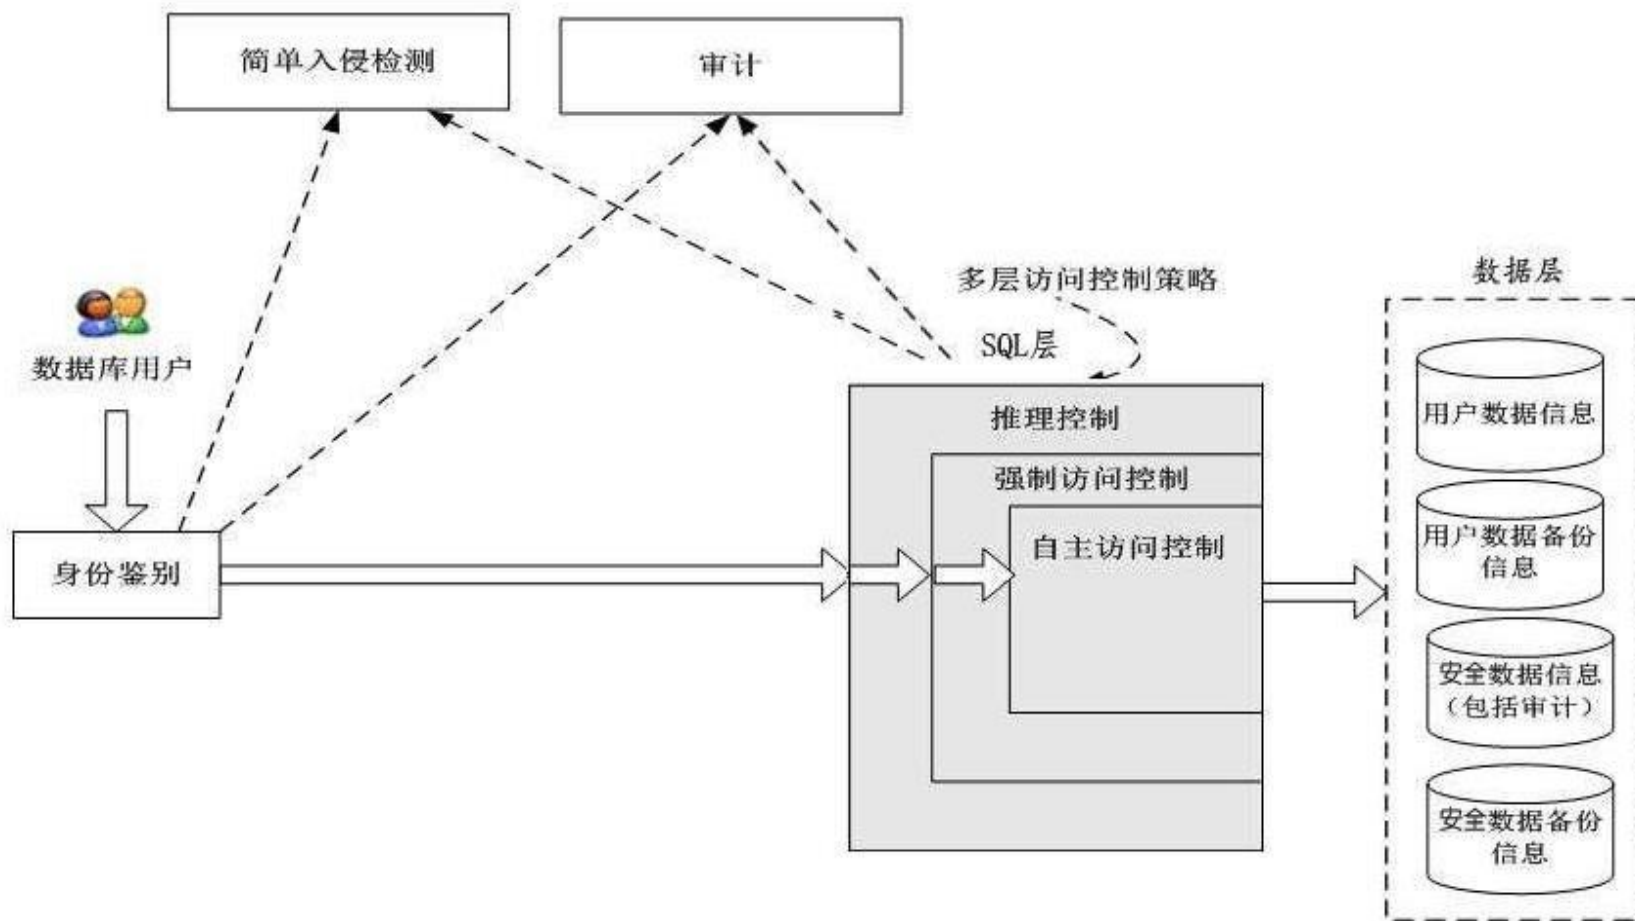 简单入侵检测
审计
多层访问控制策略
数据层
SQL层
数据库用户
推理控制
用户数据信息
强制访问控制
自主访问控制
用户数据备份
信息
身份鉴别
安全数据信息
（包括审计）
安全数据备份
信息